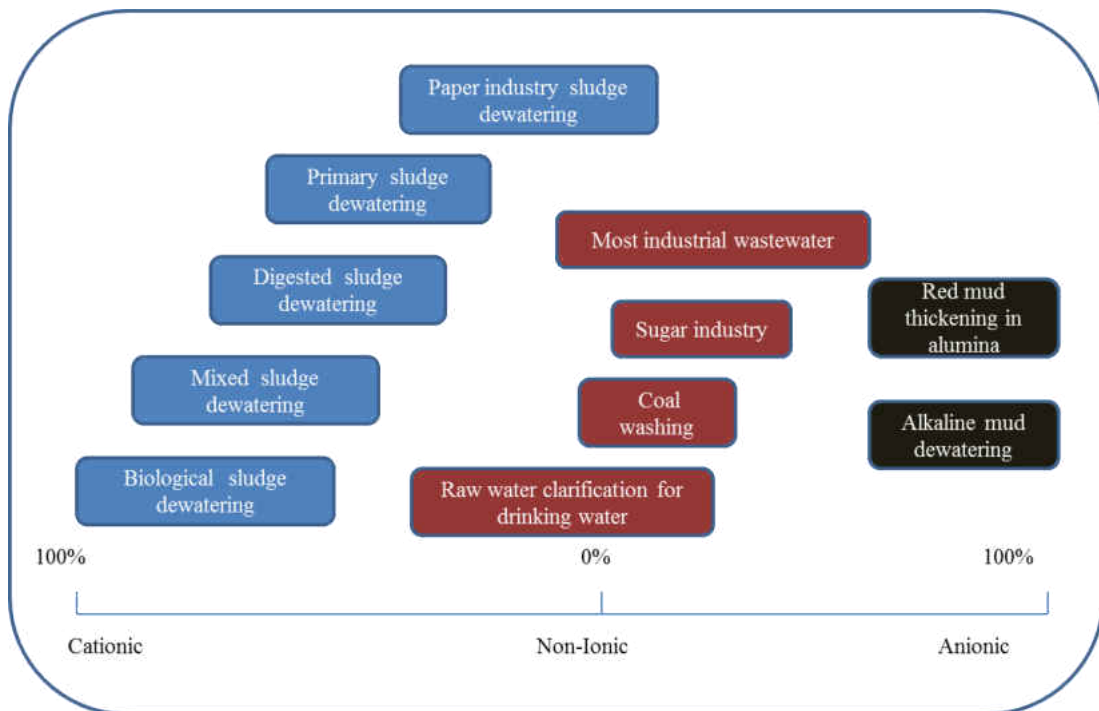 Paper industry sludge
dewatering
Primary sludge
dewatering
Most industrial wastewater
Digested sludge
dewatering
Red mud
thickening in
alumina
Sugar industry
Mixed sludge
dewatering
Coal
washing
Alkaline mud
dewatering
Biological sludge
dewatering
Raw water clarification for
drinking water
100%
0%
100%
Cationic
Non-Ionic
Anionic